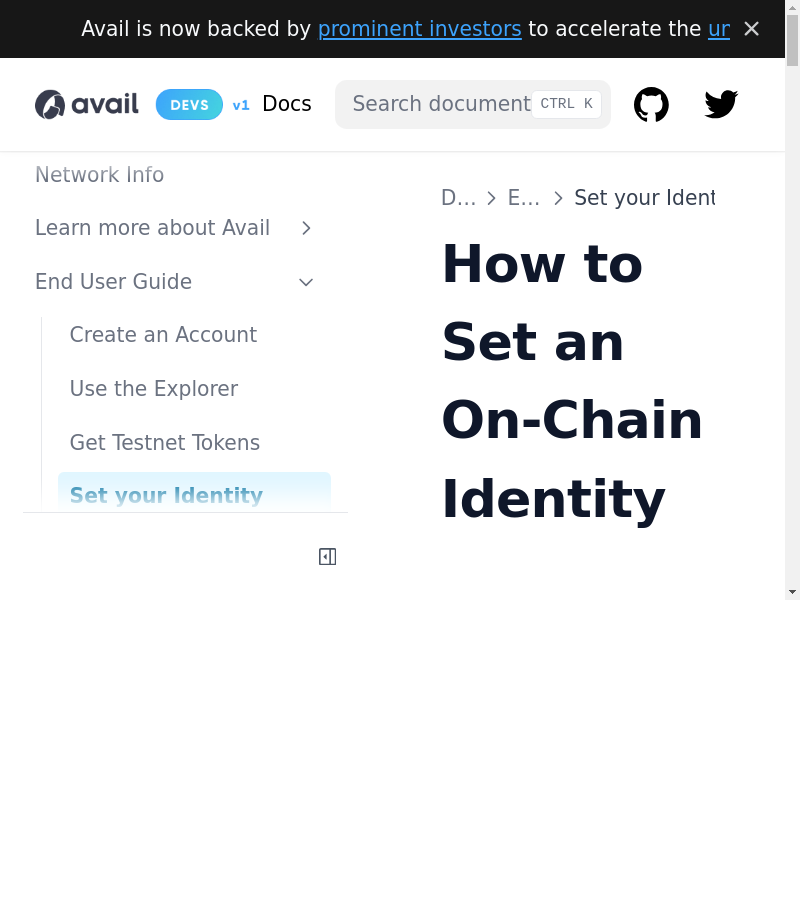 Avail is now backed by prominent investors to accelerate the ur
avail DEVS v1 Docs Search document CTRL K
Network Info
Learn more about Avail
End User Guide
Create an Account
Use the Explorer
Get Testnet Tokens
Set your Identity
D… E… Set your Ident
How to
Set an
On-Chain
Identity